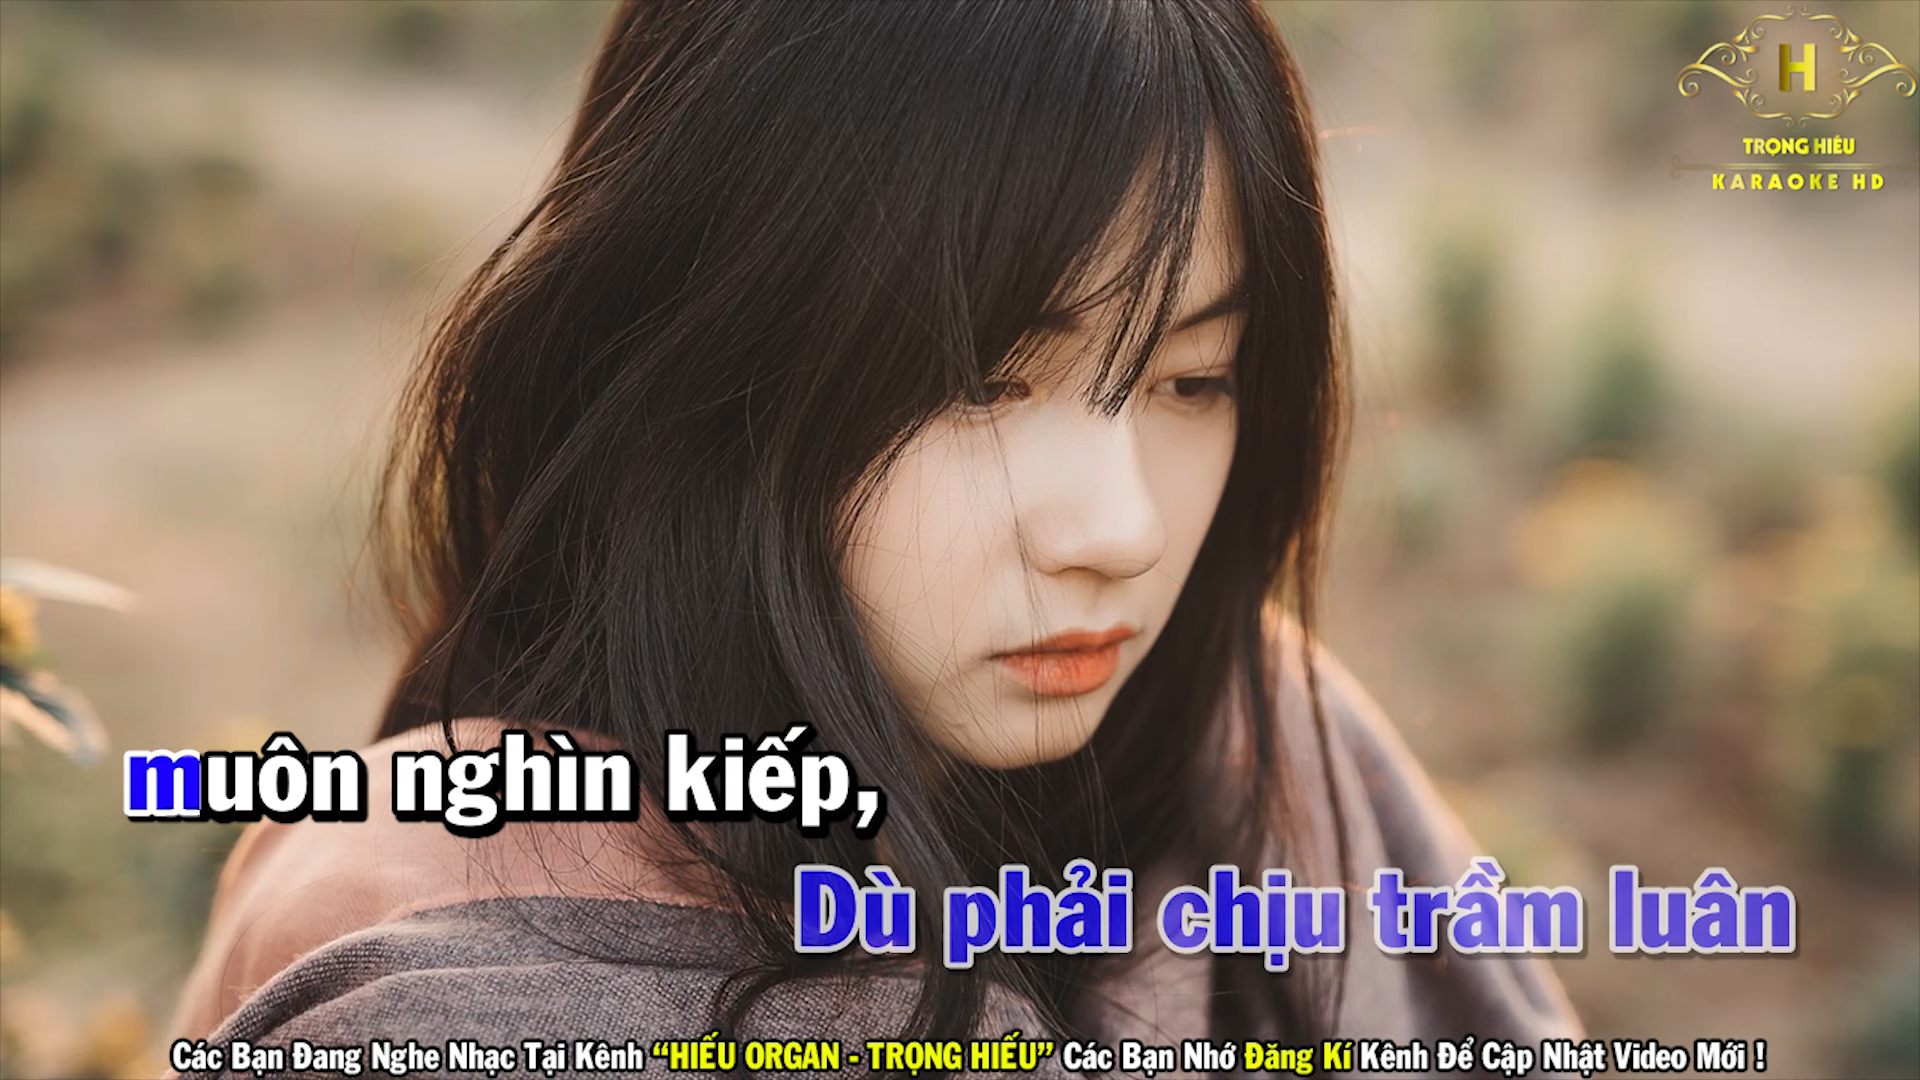 H
TRỌNG HIẾU
KARAOKE HD
muôn nghìn kiếp,
Dù phải chịu trầm luân
Các Bạn Đang Nghe Nhạc Tại Kênh “HIẾU ORGAN - TRỌNG HIẾU” Các Bạn Nhớ Đăng Kí Kênh Để Cập Nhật Video Mới !